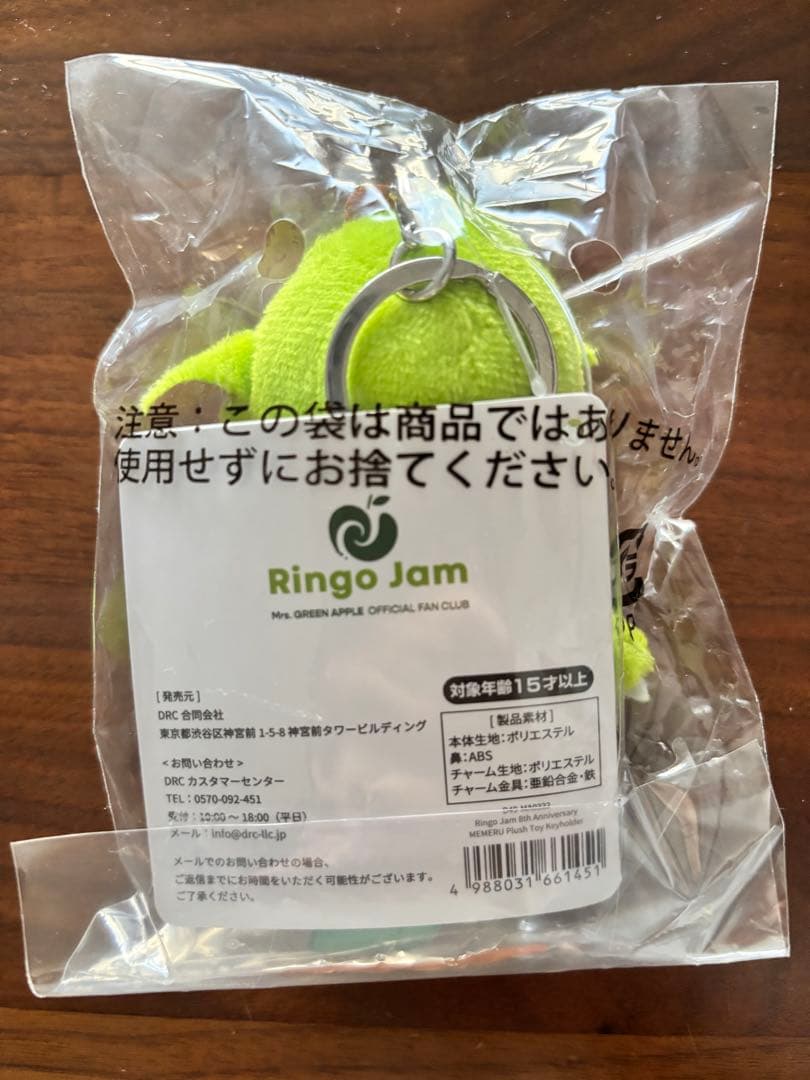 注意：この袋は商品ではありません。
使用せずにお捨てください。
Ringo Jam
Mrs. GREEN APPLE OFFICIAL FAN CLUB
[発売元]
DRC 合同会社
東京都渋谷区神宮前 1-5-8 神宮前タワービルディング
<お問い合わせ>
DRC カスタマーセンター
TEL：0570-092-451
受付：10:00 ～ 18:00（平日）
メール：info@drc-llc.jp
メールでのお問い合わせの場合、
ご返信までにお時間をいただく可能性がございます。
ご了承ください。
対象年齢15才以上
[製品素材]
本体生地：ポリエステル
鼻：ABS
チャーム生地：ポリエステル
チャーム金具：亜鉛合金・鉄
Ringo Jam 8th Anniversary
MEMERU Plush Toy Keyholder
4 988031 661451
プラ